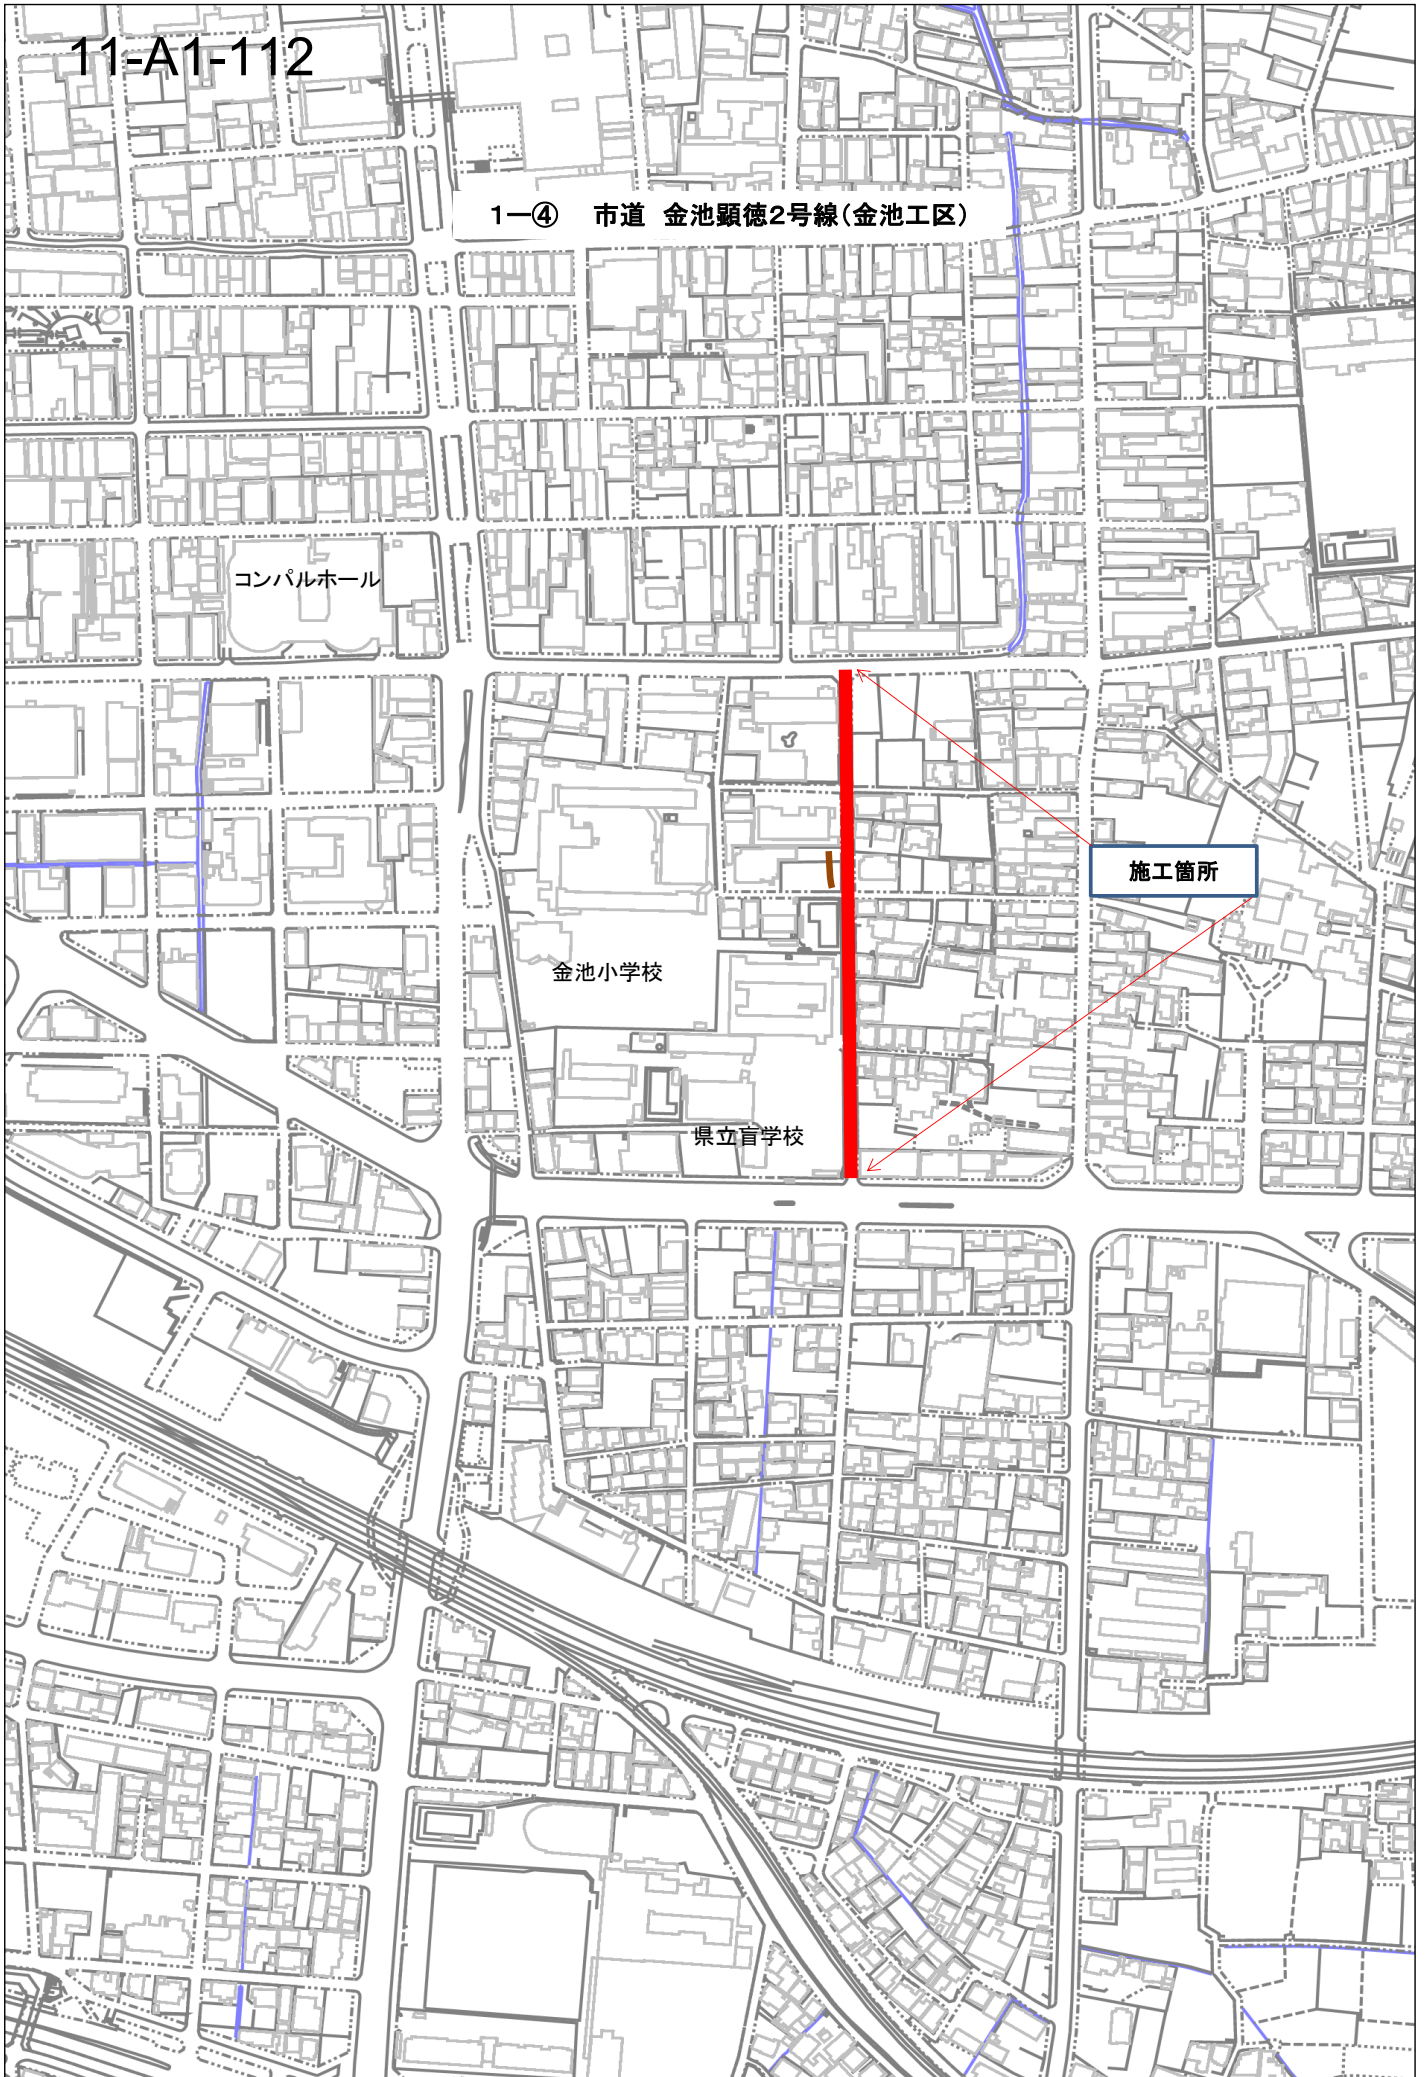 11-A1-112
1ー④ 市道 金池顕徳2号線(金池工区)
コンパルホール
施工箇所
金池小学校
県立盲学校